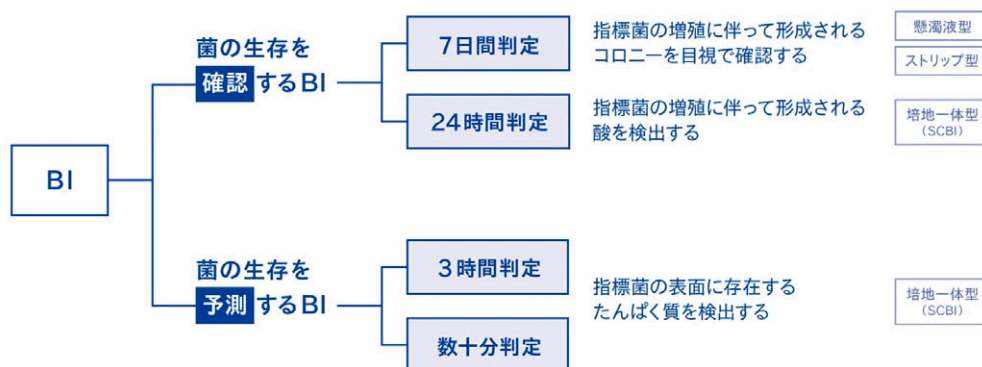 BI
菌の生存を
確認するBI
7日間判定
指標菌の増殖に伴って形成される
コロニーを目視で確認する
懸濁液型
ストリップ型
24時間判定
指標菌の増殖に伴って形成される
酸を検出する
培地一体型
(SCBI)
菌の生存を
予測するBI
3時間判定
数十分判定
指標菌の表面に存在する
たんぱく質を検出する
培地一体型
(SCBI)